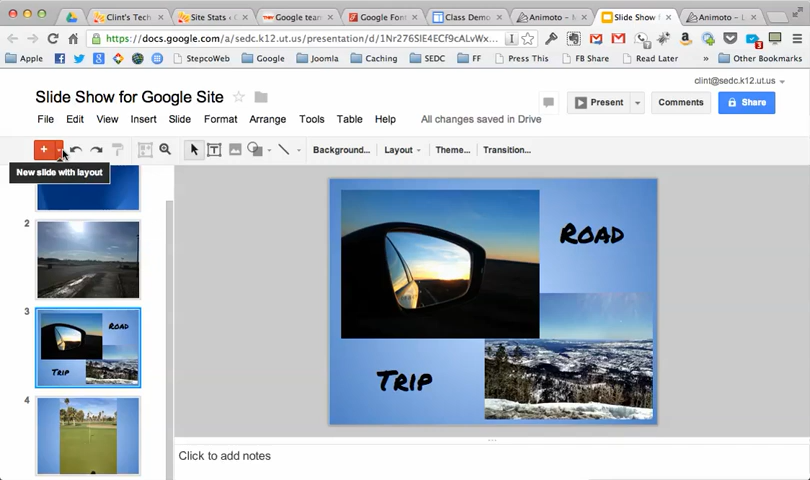 Clint's Tech
Site Stats - C
Google team
Google Font
Class Demo
Animoto - M
Slide Show f
Animoto - L
https://docs.google.com/a/sedc.k12.ut.us/presentation/d/1Nr276SIE4ECf9cALvWx...
Apple
StepcoWeb
Google
Joomla
Caching
FF
Press This
FB Share
Read Later
Other Bookmarks
clint@sedc.k12.ut.us
Slide Show for Google Site
File Edit View Insert Slide Format Arrange Tools Table Help All changes saved in Drive
Present
Comments
Share
Background... Layout Theme... Transition...
New slide with layout
2
3
ROAD
TRIP
4
ROAD
TRIP
Click to add notes